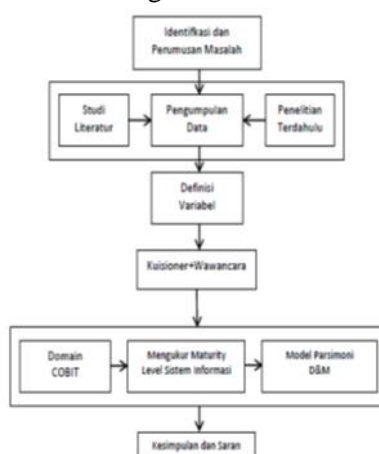 Identifkasi dan
Perumusan Masalah
Studi
Literatur
Pengumpulan
Data
Penelitian
Terdahulu
Definisi
Variabel
Kuisioner+Wawancara
Domain
COBIT
Mengukur Maturity
Level Sistem Informasi
Model Parsimoni
D&M
Kesimpulan dan Saran